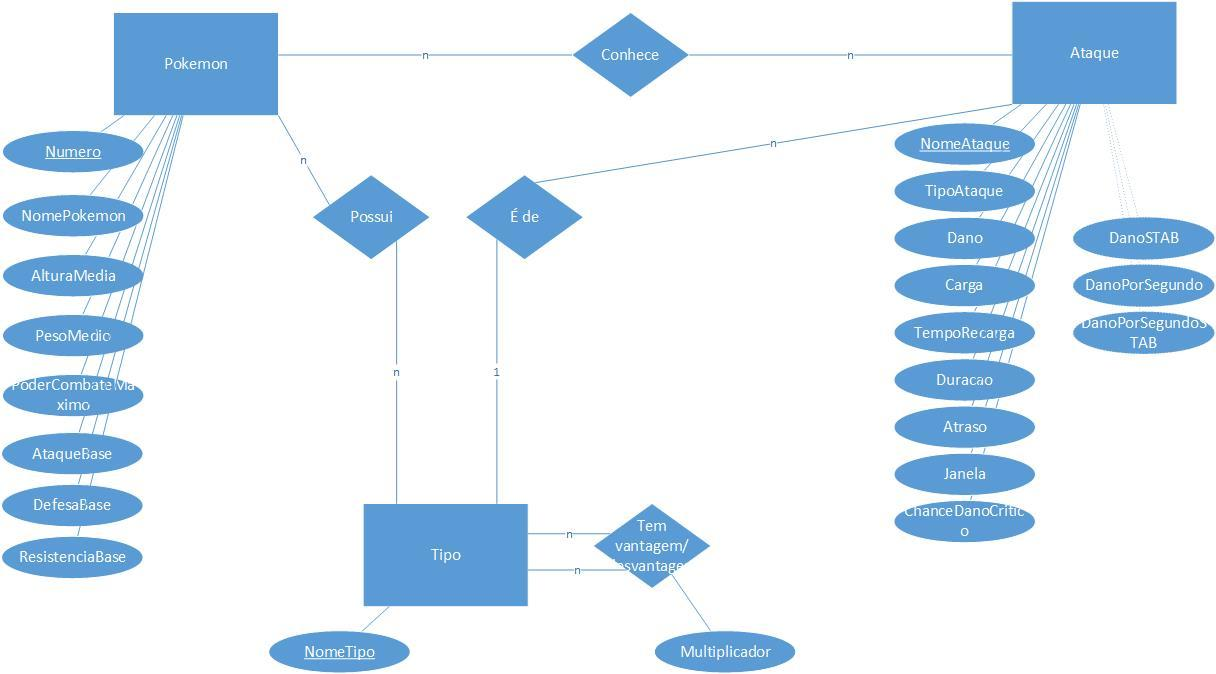 Pokemon
n
Conhece
n
Ataque
Numero
NomePokemon
AlturaMedia
PesoMedio
PoderCombateMa
ximo
AtaqueBase
DefesaBase
ResistenciaBase
n
Possui
n
É de
n
1
NomeAtaque
TipoAtaque
Dano
Carga
TempoRecarga
Duracao
Atraso
Janela
ChanceDanoCritic
o
DanoSTAB
DanoPorSegundo
DanoPorSegundoS
TAB
Tipo
n
n
Tem
vantagem/
NomeTipo
Multiplicador